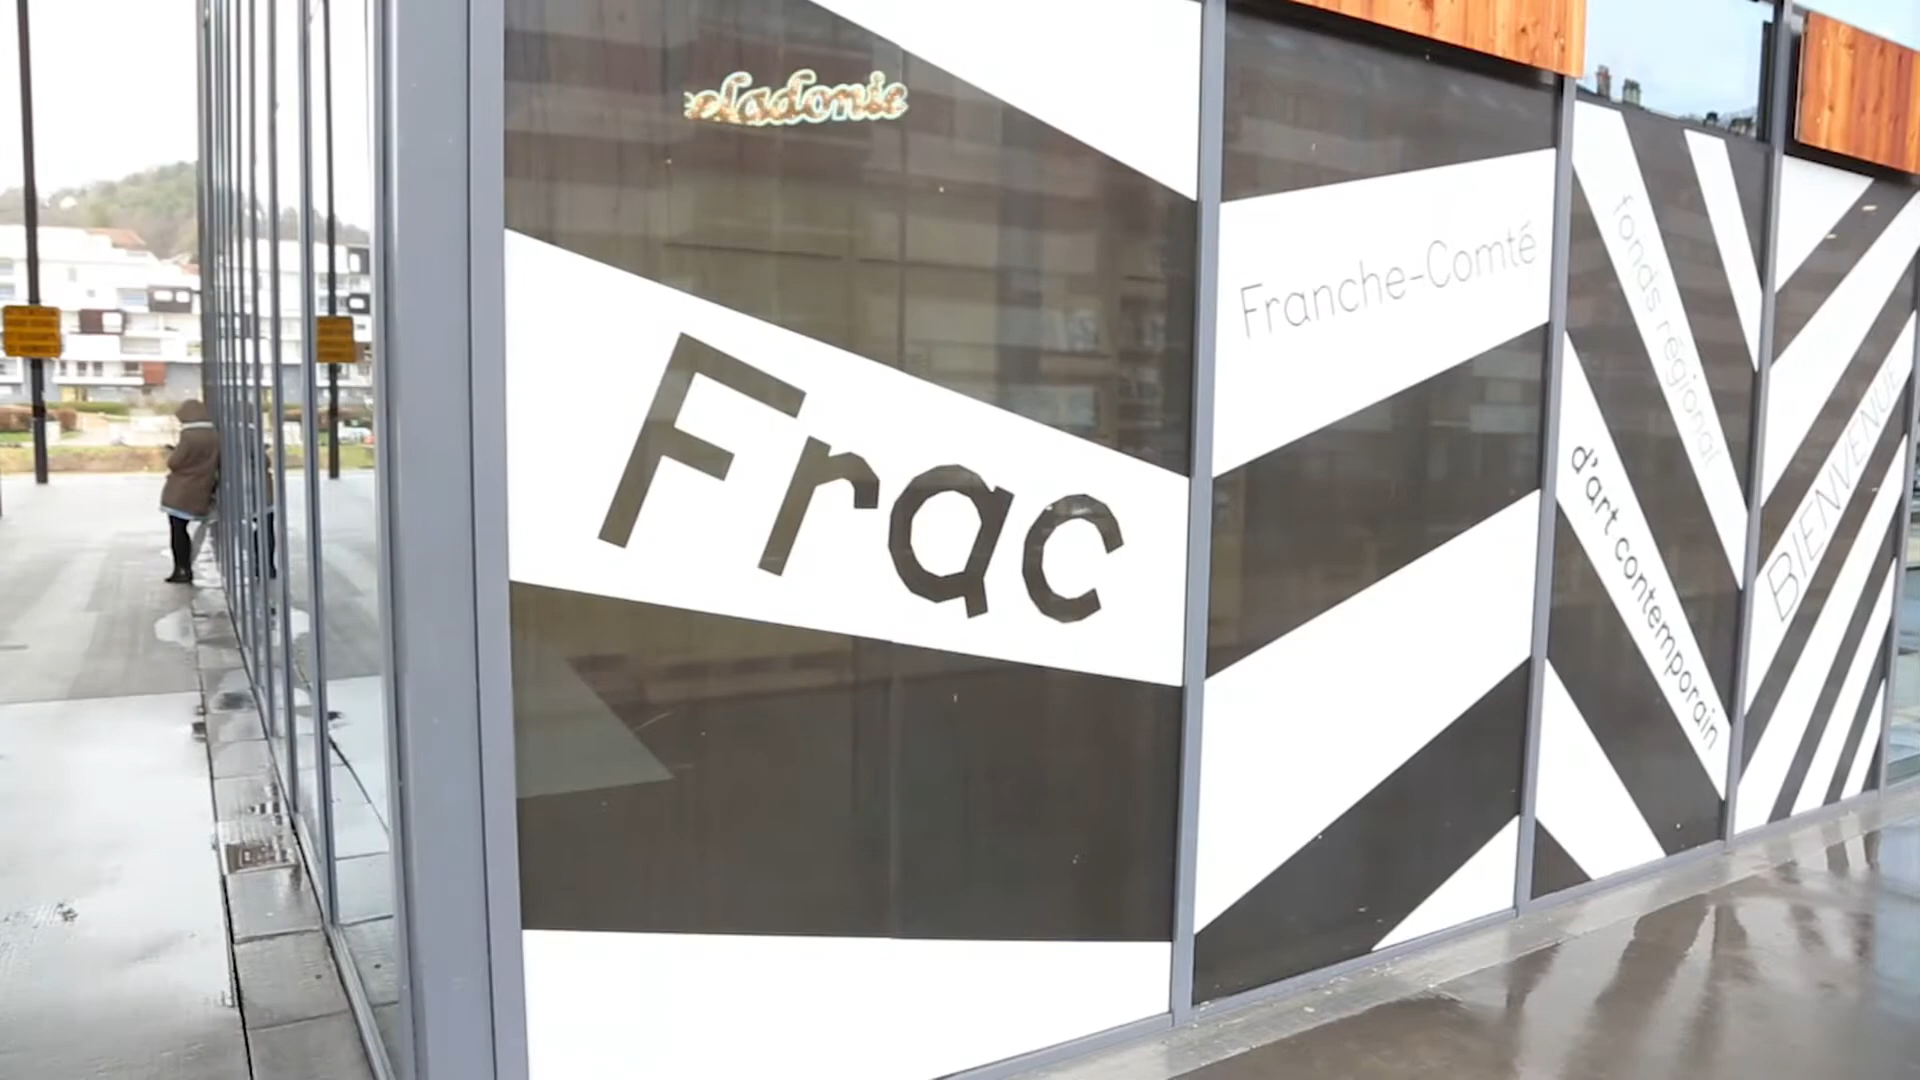 eladonie
Frac
Franche-Comté
fonds régional
d'art contemporain
BIENVENUE